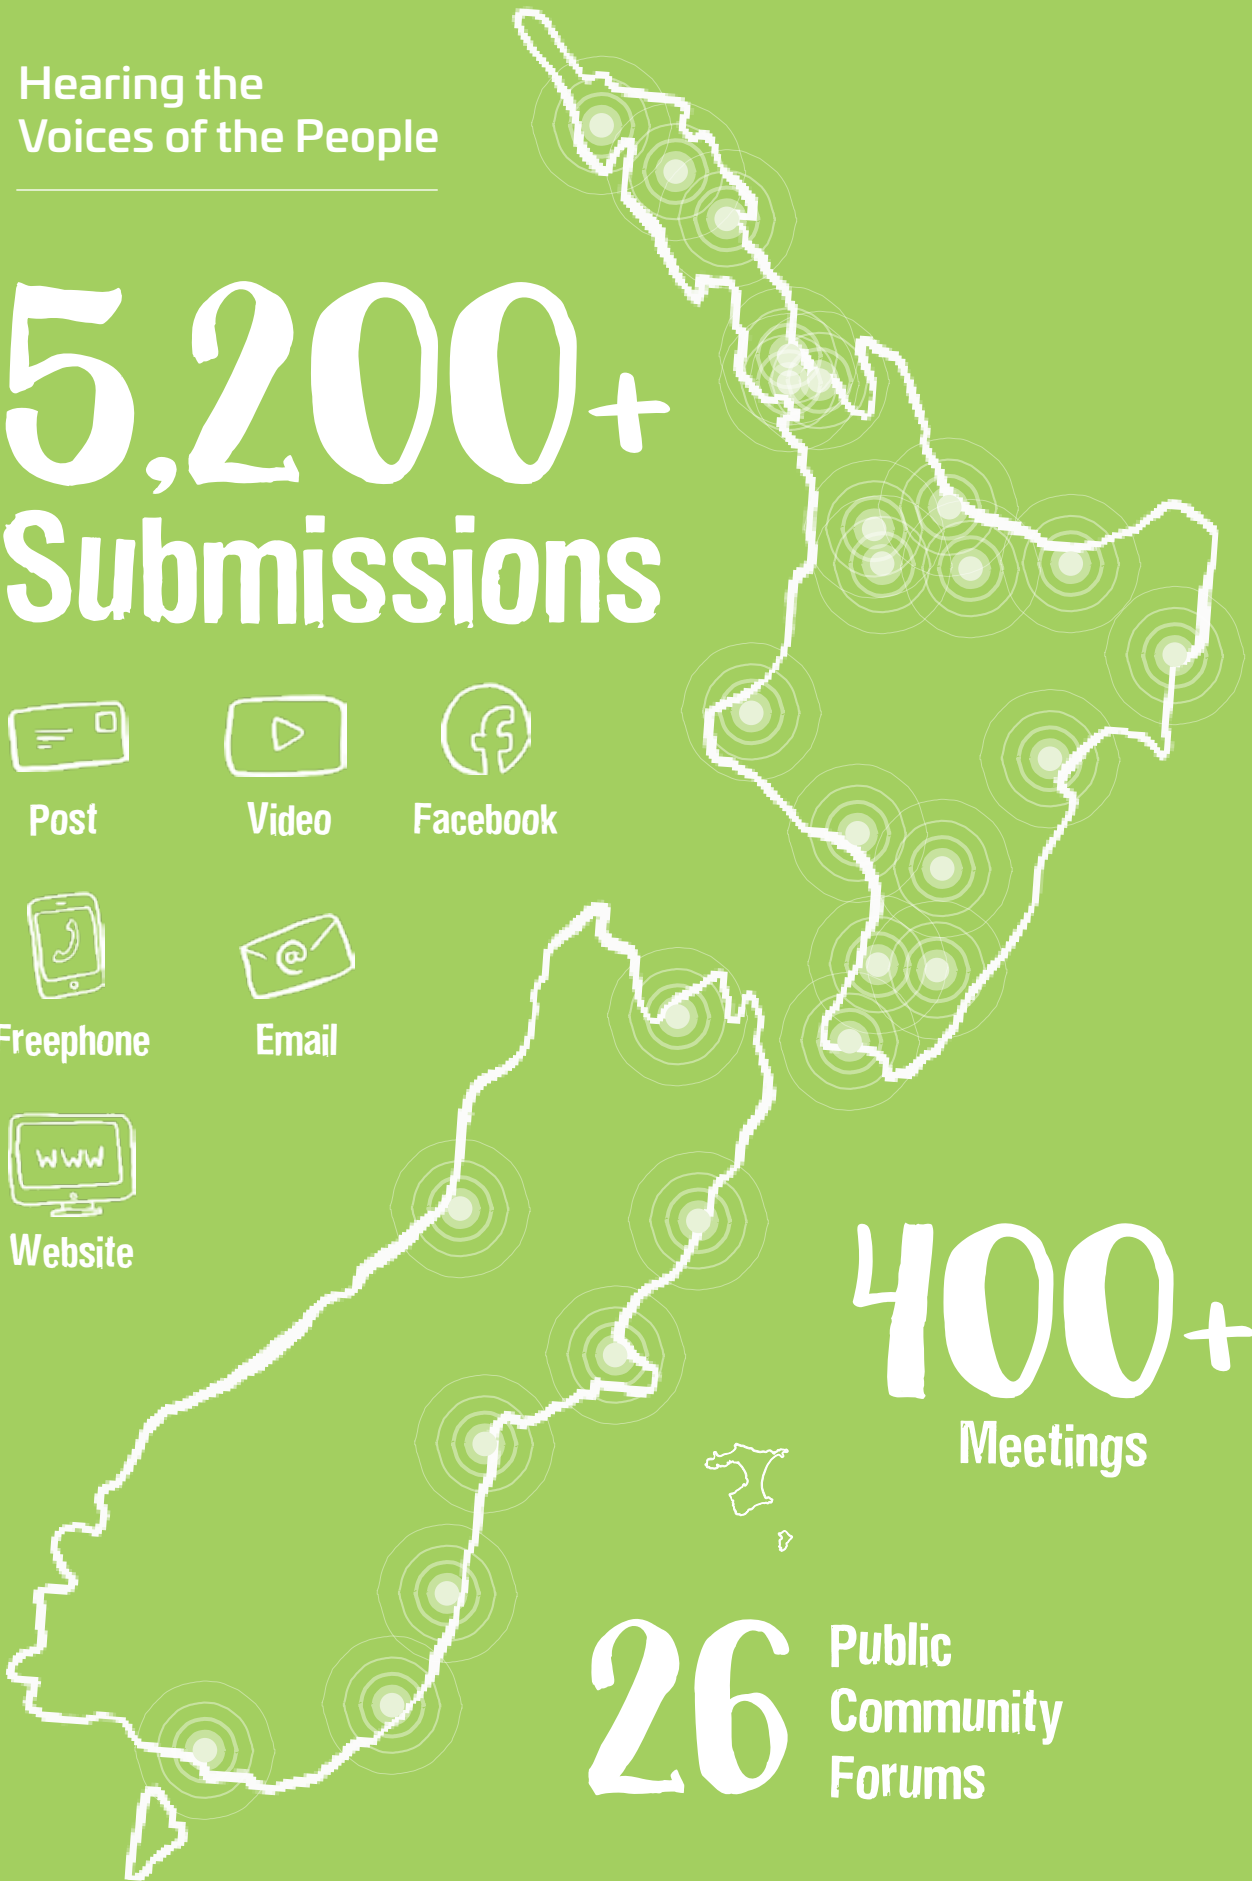 Hearing the
Voices of the People
5,200+
Submissions
Post
Video
Facebook
Freephone
@
Email
www
Website
400+
Meetings
26
Public
Community
Forums